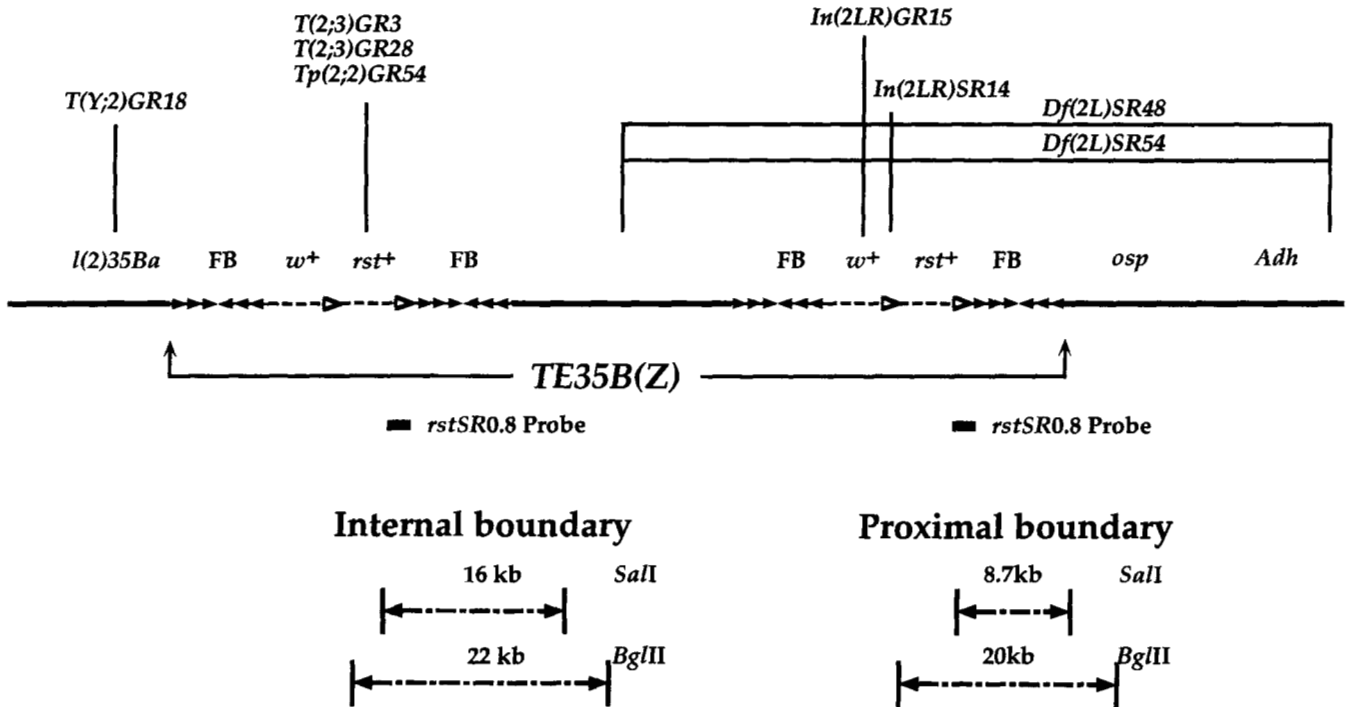 T(2;3)GR3
T(2;3)GR28
Tp(2;2)GR54
In(2LR)GR15
T(Y;2)GR18
In(2LR)SR14
Df(2L)SR48
Df(2L)SR54
l(2)35Ba FB w+ rst+ FB FB w+ rst+ FB osp Adh
TE35B(Z)
rstSR0.8 Probe rstSR0.8 Probe
Internal boundary Proximal boundary
16 kb SalI 8.7kb SalI
22 kb BglII 20kb BglII